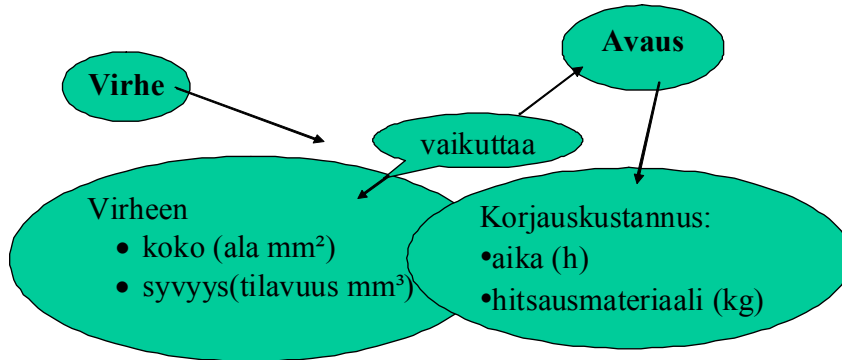 Avaus
Virhe
vaikuttaa
Virheen
• koko (ala mm²)
• syvyys(tilavuus mm³)
Korjauskustannus:
•aika (h)
•hitsausmateriaali (kg)